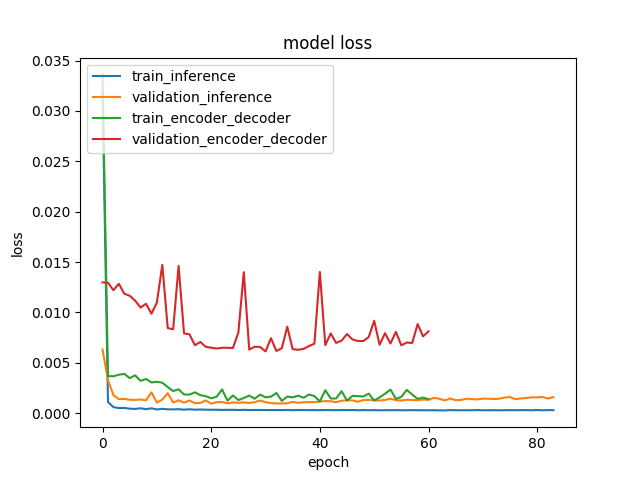 model loss
train_inference
validation_inference
train_encoder_decoder
validation_encoder_decoder
0.035
0.030
0.025
0.020
0.015
0.010
0.005
0.000
loss
0 20 40 60 80
epoch